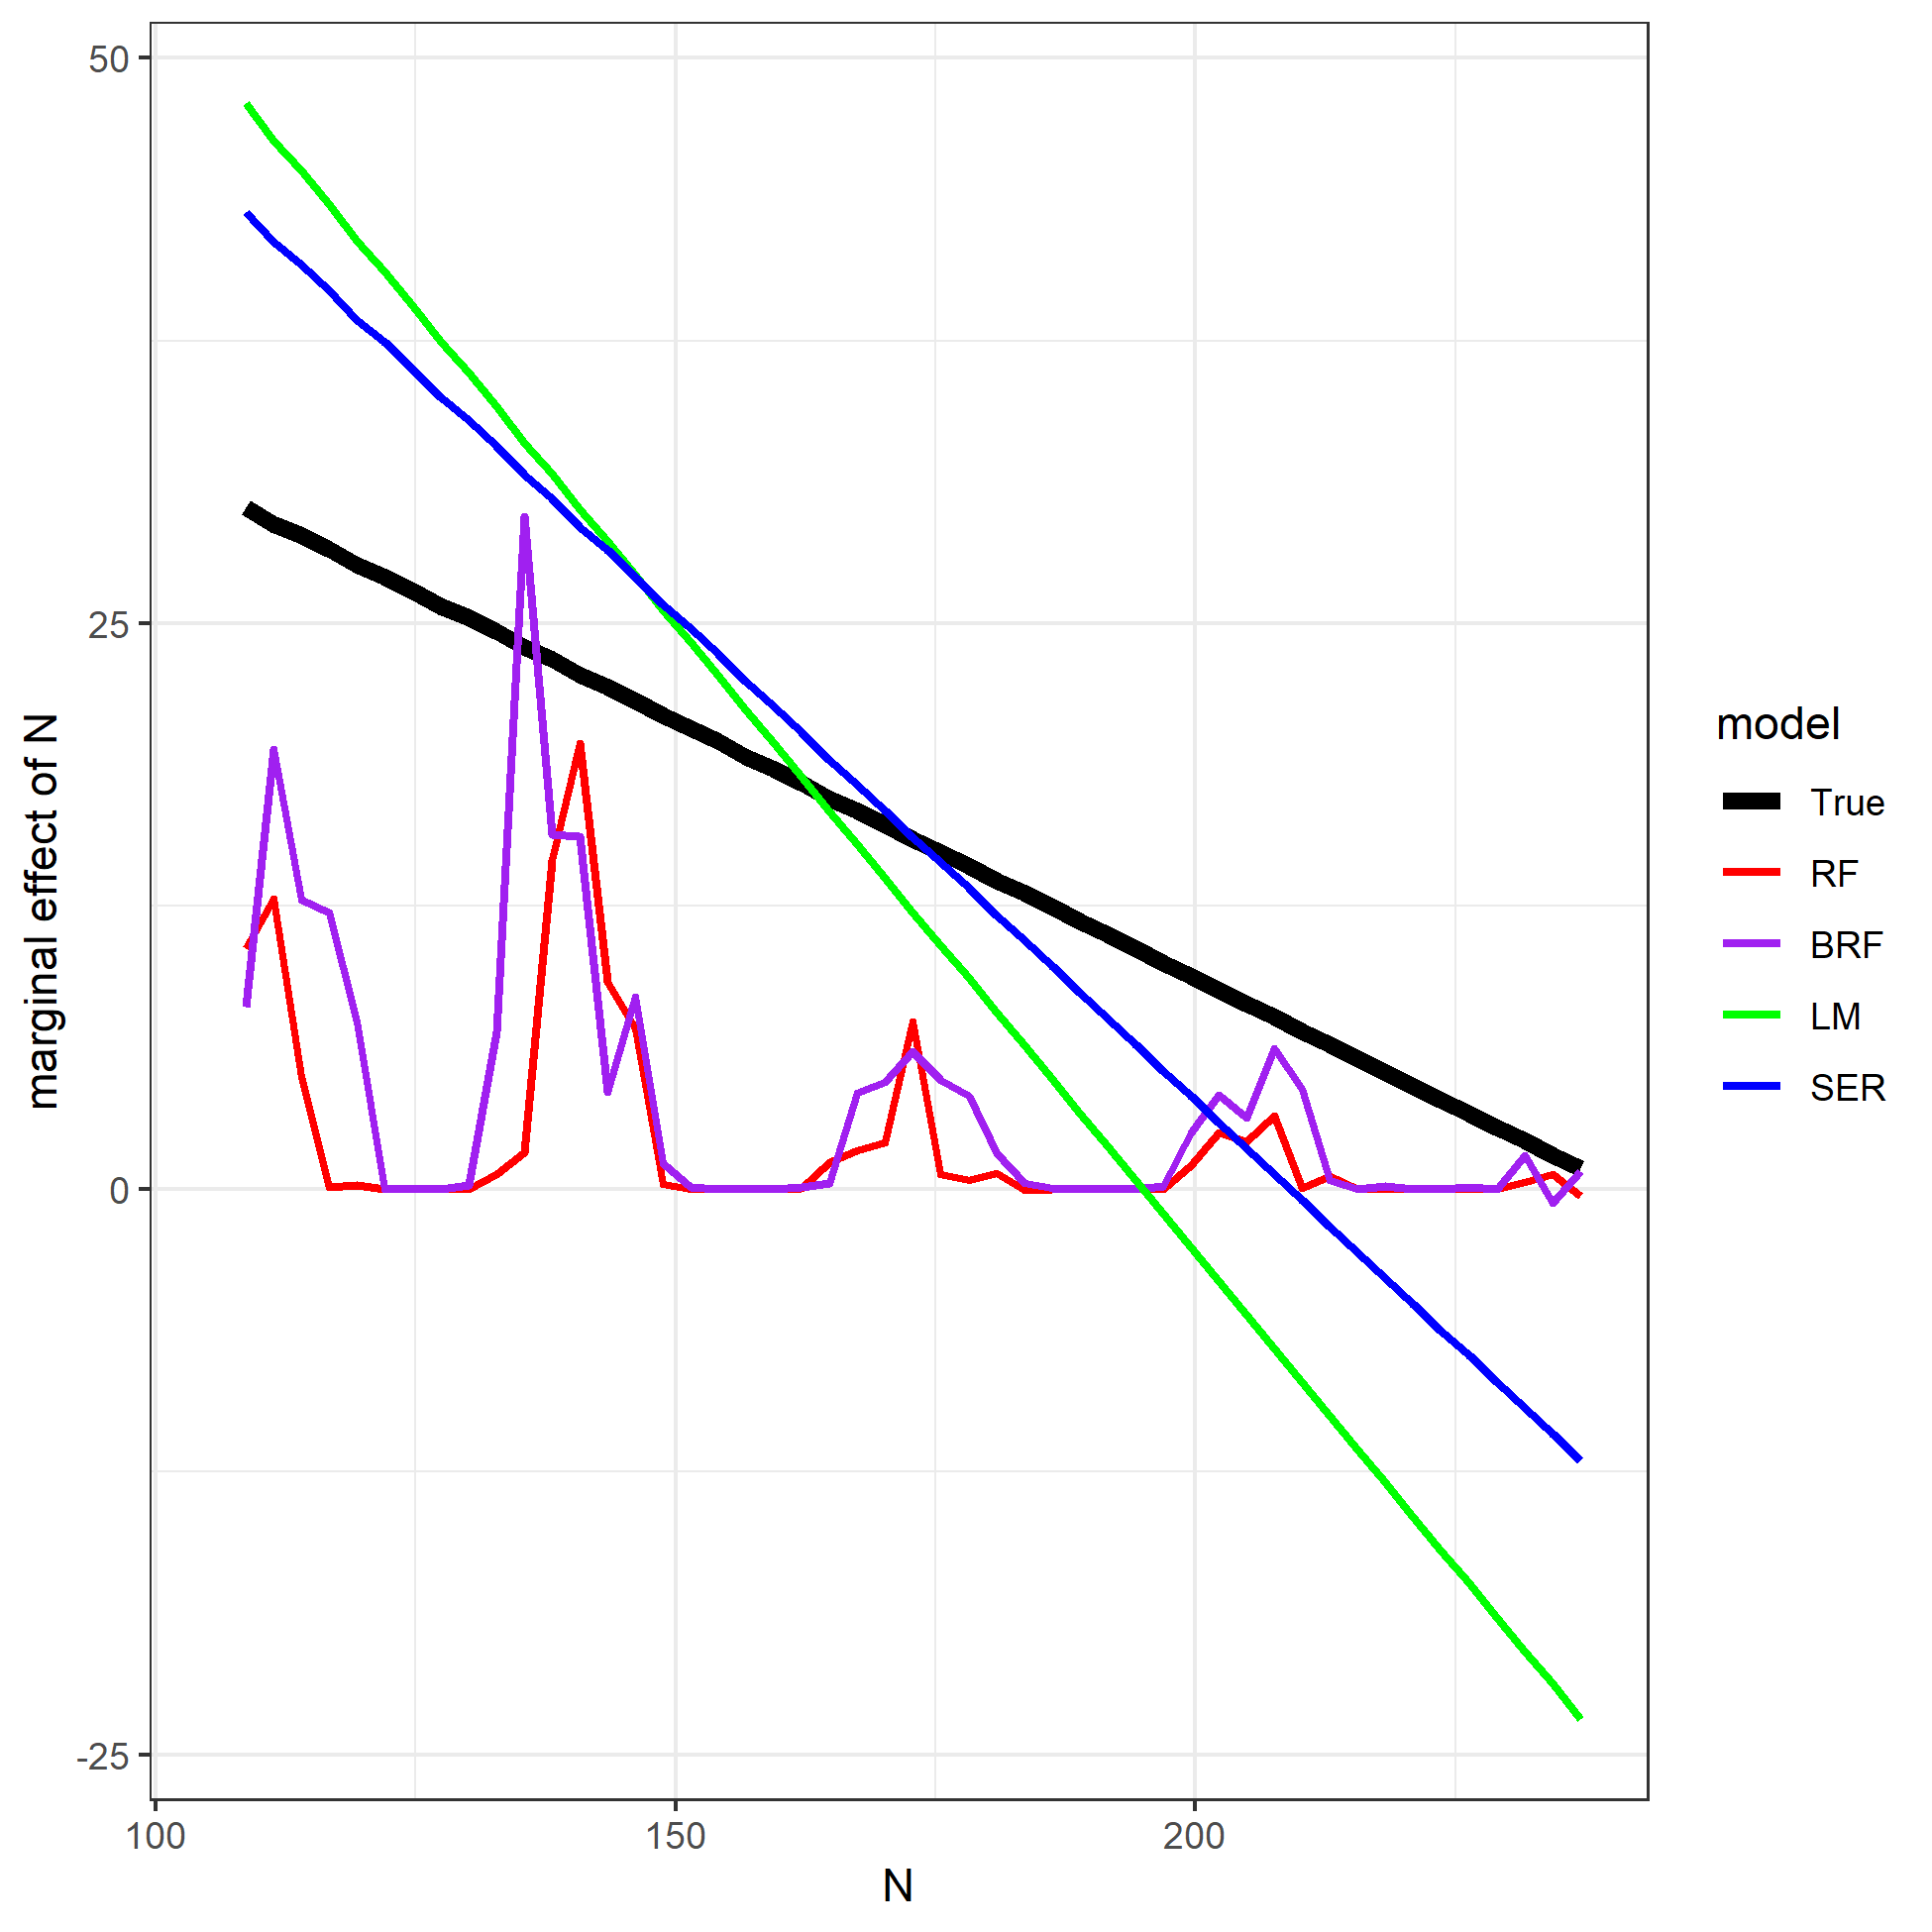 50
25
0
-25
marginal effect of N
100
150
200
N
model
True
RF
BRF
LM
SER